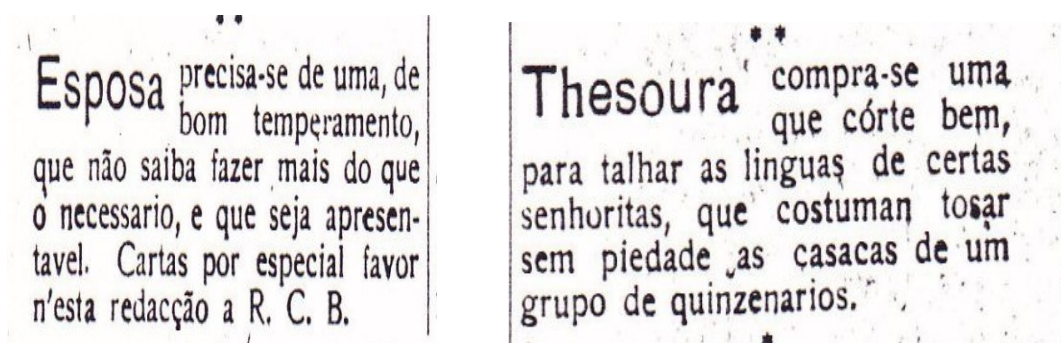 Esposa precisa-se de uma, de
bom temperamento,
que não saiba fazer mais do que
o necessario, e que seja apresen-
tavel. Cartas por especial favor
n'esta redacção a R. C. B.
Thesoura compra-se uma
que córte bem,
para talhar as linguas de certas
senhoritas, que costuman tosar
sem piedade as casacas de um
grupo de quinzenarios.